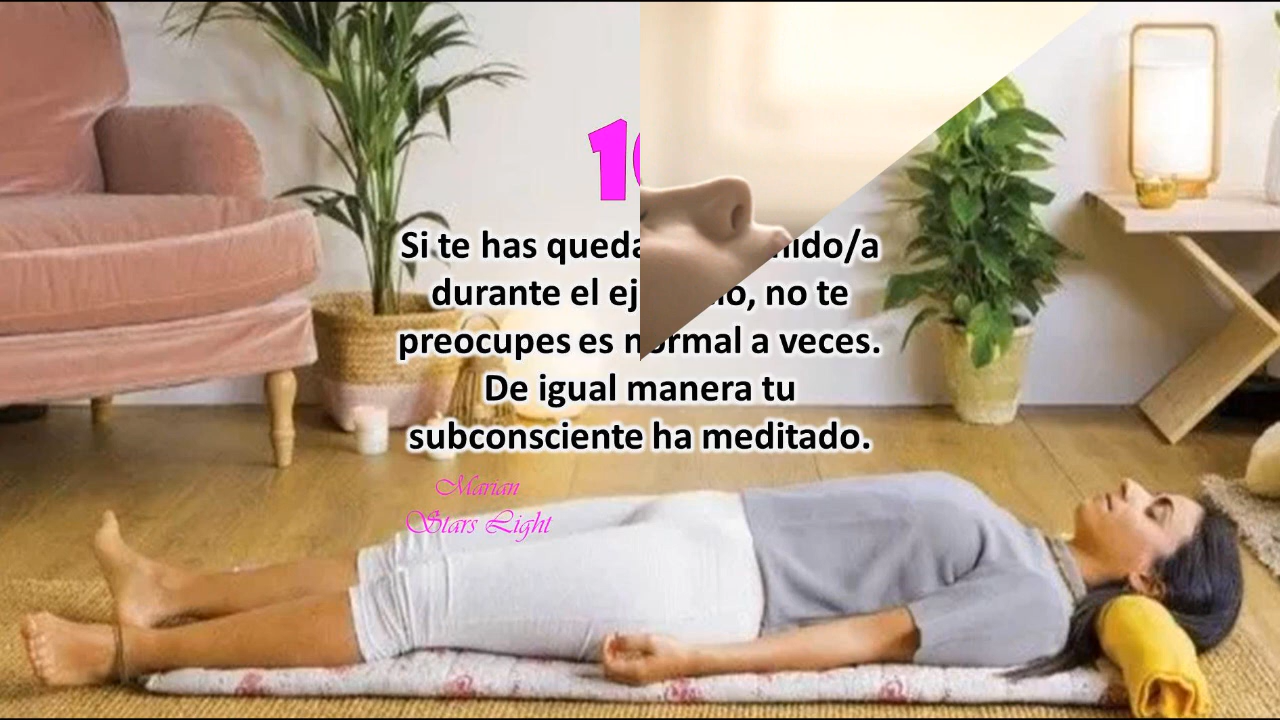 Si te has
durante el no te
preocupes es normal a veces.
De igual manera tu
subconsciente ha meditado.
Marian
Stars Light